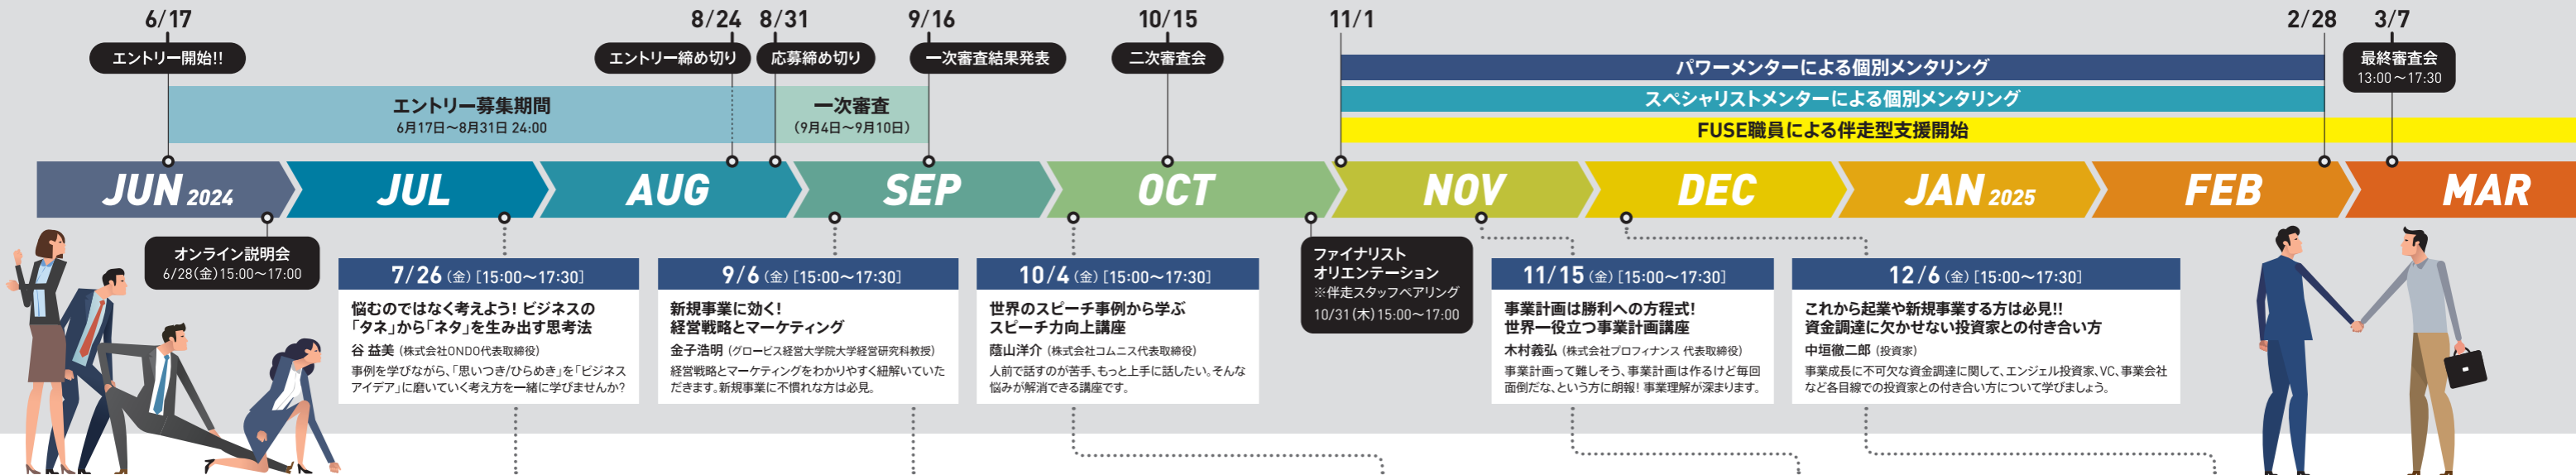 6/17
エントリー開始!!
8/24
エントリー締め切り
8/31
応募締め切り
9/16
一次審査結果発表
10/15
二次審査会
11/1
2/28
3/7
最終審査会
13:00～17:30
エントリー募集期間
6月17日～8月31日 24:00
一次審査
（9月4日～9月10日）
パワーメンターによる個別メンタリング
スペシャリストメンターによる個別メンタリング
FUSE職員による伴走型支援開始
JUN 2024
JUL
AUG
SEP
OCT
NOV
DEC
JAN 2025
FEB
MAR
オンライン説明会
6/28(金)15:00～17:00
7/26（金）[15:00～17:30]
悩むのではなく考えよう! ビジネスの
「タネ」から「ネタ」を生み出す思考法
谷 益美（株式会社ONDO代表取締役）
事例を学びながら、「思いつき/ひらめき」を「ビジネス
アイデア」に磨いていく考え方を一緒に学びませんか?
9/6（金）[15:00～17:30]
新規事業に効く!
経営戦略とマーケティング
金子浩明（グロービス経営大学院大学経営研究科教授）
経営戦略とマーケティングをわかりやすく紐解いていた
だきます。新規事業に不慣れな方は必見。
10/4（金）[15:00～17:30]
世界のスピーチ事例から学ぶ
スピーチ力向上講座
蔭山洋介（株式会社コムニス代表取締役）
人前で話すのが苦手、もっと上手に話したい。そんな
悩みが解消できる講座です。
ファイナリスト
オリエンテーション
※伴走スタッフペアリング
10/31(木)15:00～17:00
11/15（金）[15:00～17:30]
事業計画は勝利への方程式!
世界一役立つ事業計画講座
木村義弘（株式会社プロフィナンス 代表取締役）
事業計画って難しそう、事業計画は作るけど毎回
面倒だな、という方に朗報! 事業理解が深まります。
12/6（金）[15:00～17:30]
これから起業や新規事業する方は必見!!
資金調達に欠かせない投資家との付き合い方
中垣徹二郎（投資家）
事業成長に不可欠な資金調達に関して、エンジェル投資家、VC、事業会社
など各目線での投資家との付き合い方について学びましょう。